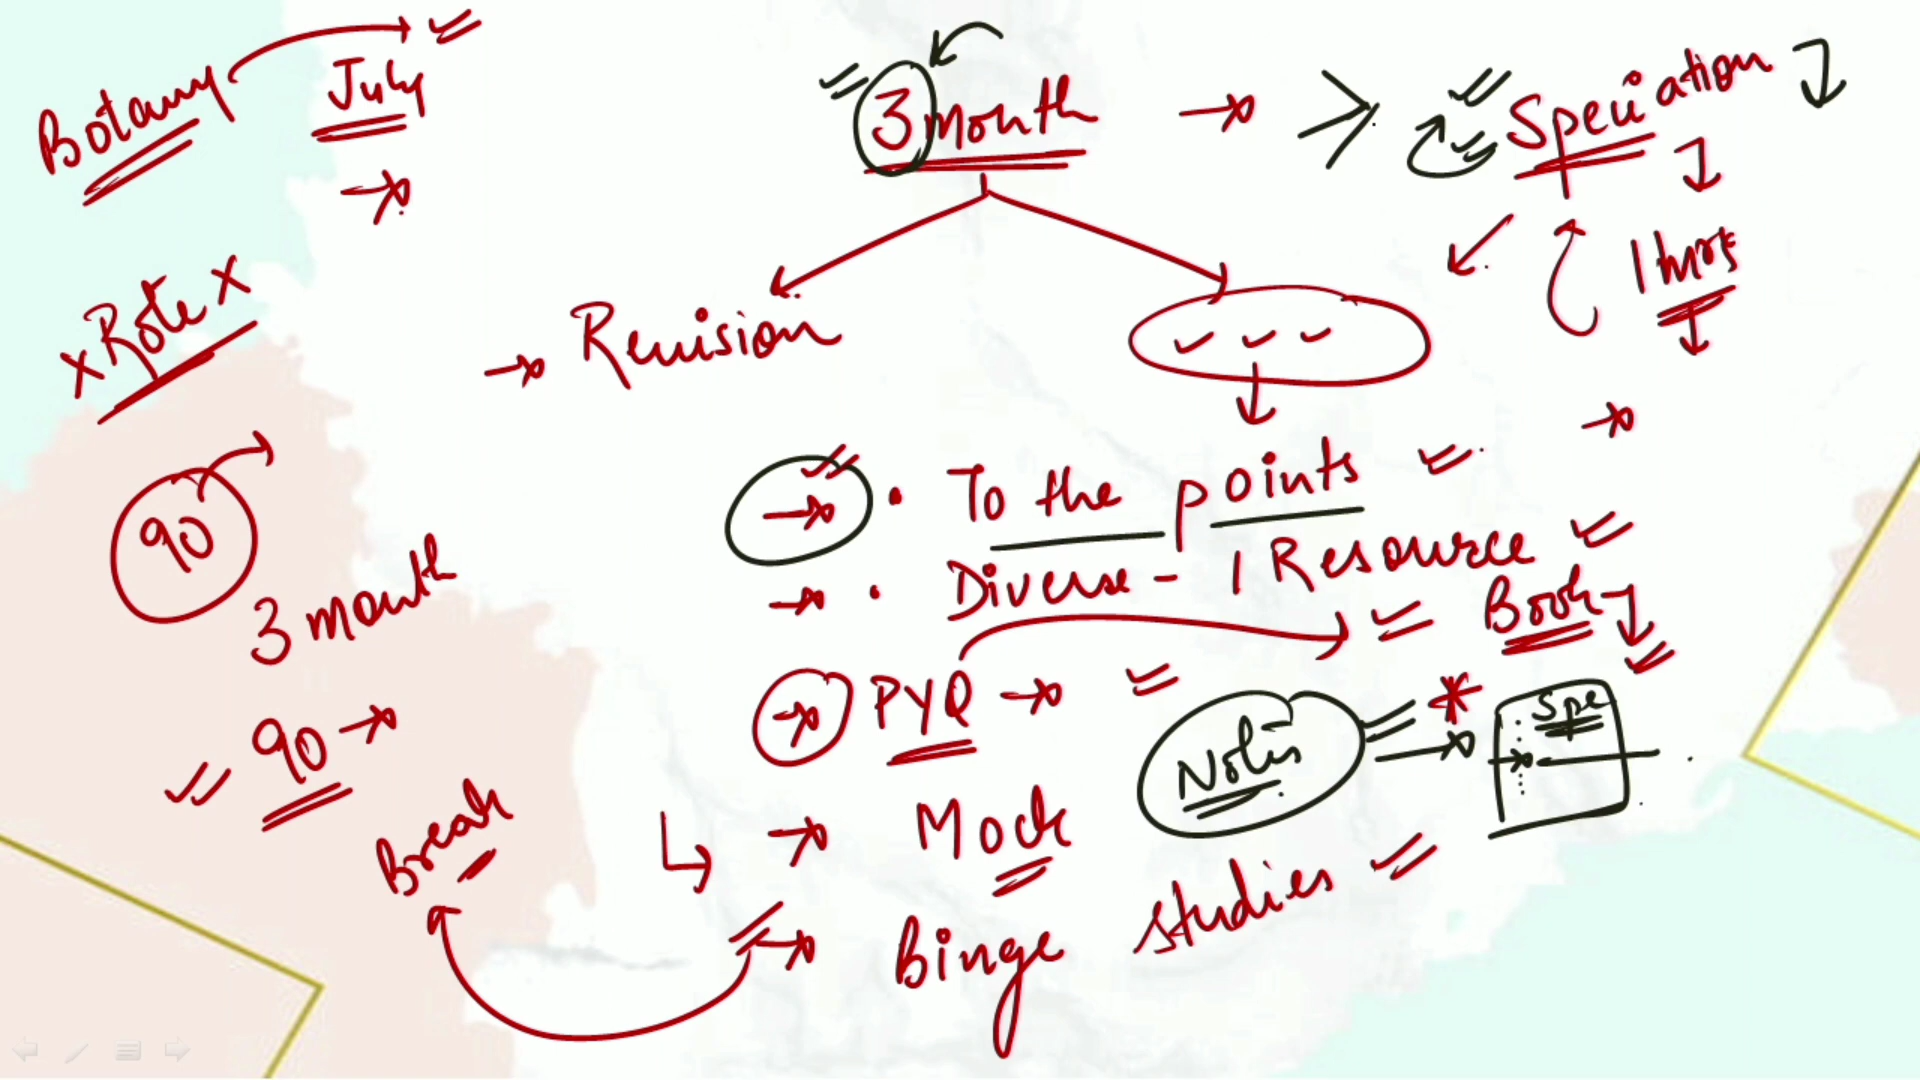 Botany
July
3 month
Speciation
1 hrs
x Rote x
Revision
90
To the points
Diverse - 1 Resource
3 month
Book
PYQ
Notes
Spe
90
Mock
Break
Binge studies